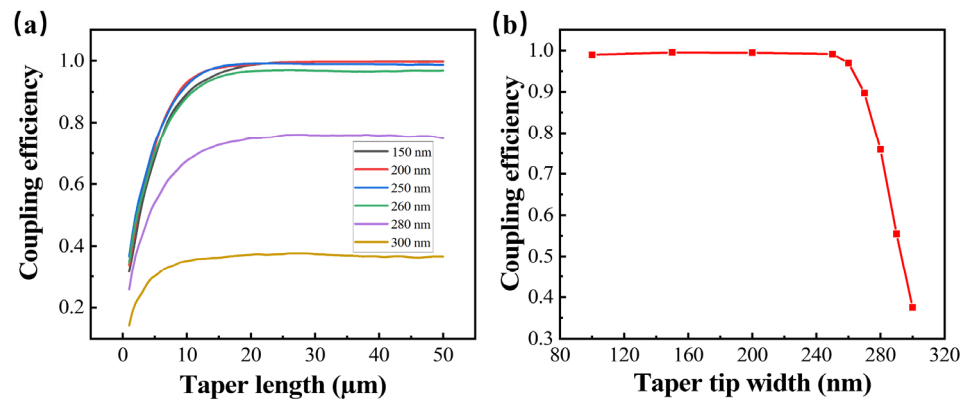 (a)
Coupling efficiency
1.0
0.8
0.6
0.4
0.2
150 nm
200 nm
250 nm
260 nm
280 nm
300 nm
0 10 20 30 40 50
Taper length (μm)
(b)
Coupling efficiency
1.0
0.9
0.8
0.7
0.6
0.5
0.4
0.3
80 120 160 200 240 280 320
Taper tip width (nm)